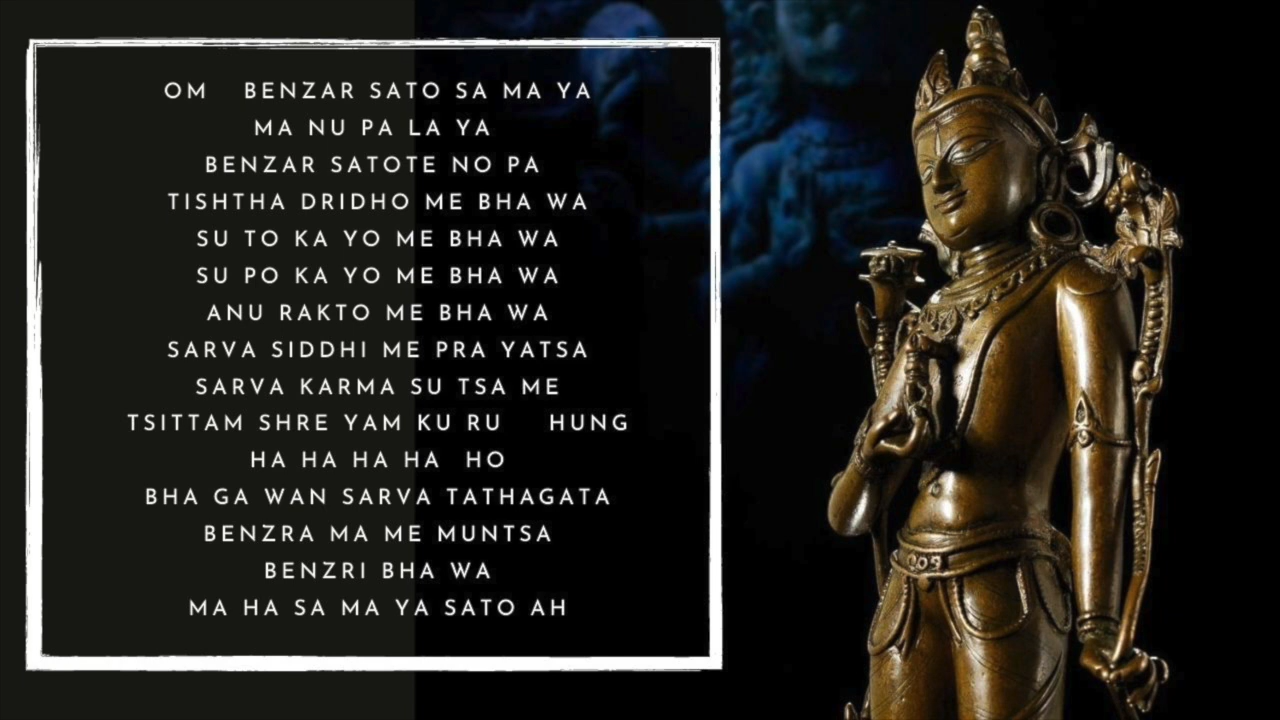 OM BENZAR SATO SA MA YA
MA NU PA LA YA
BENZAR SATOTE NO PA
TISHTHA DRIDHO ME BHA WA
SU TO KA YO ME BHA WA
SU PO KA YO ME BHA WA
ANU RAKTO ME BHA WA
SARVA SIDDHI ME PRA YATSA
SARVA KARMA SU TSA ME
TSITTAM SHRE YAM KU RU HUNG
HA HA HA HA HO
BHA GA WAN SARVA TATHAGATA
BENZRA MA ME MUNTSA
BENZRI BHA WA
MA HA SA MA YA SATO AH